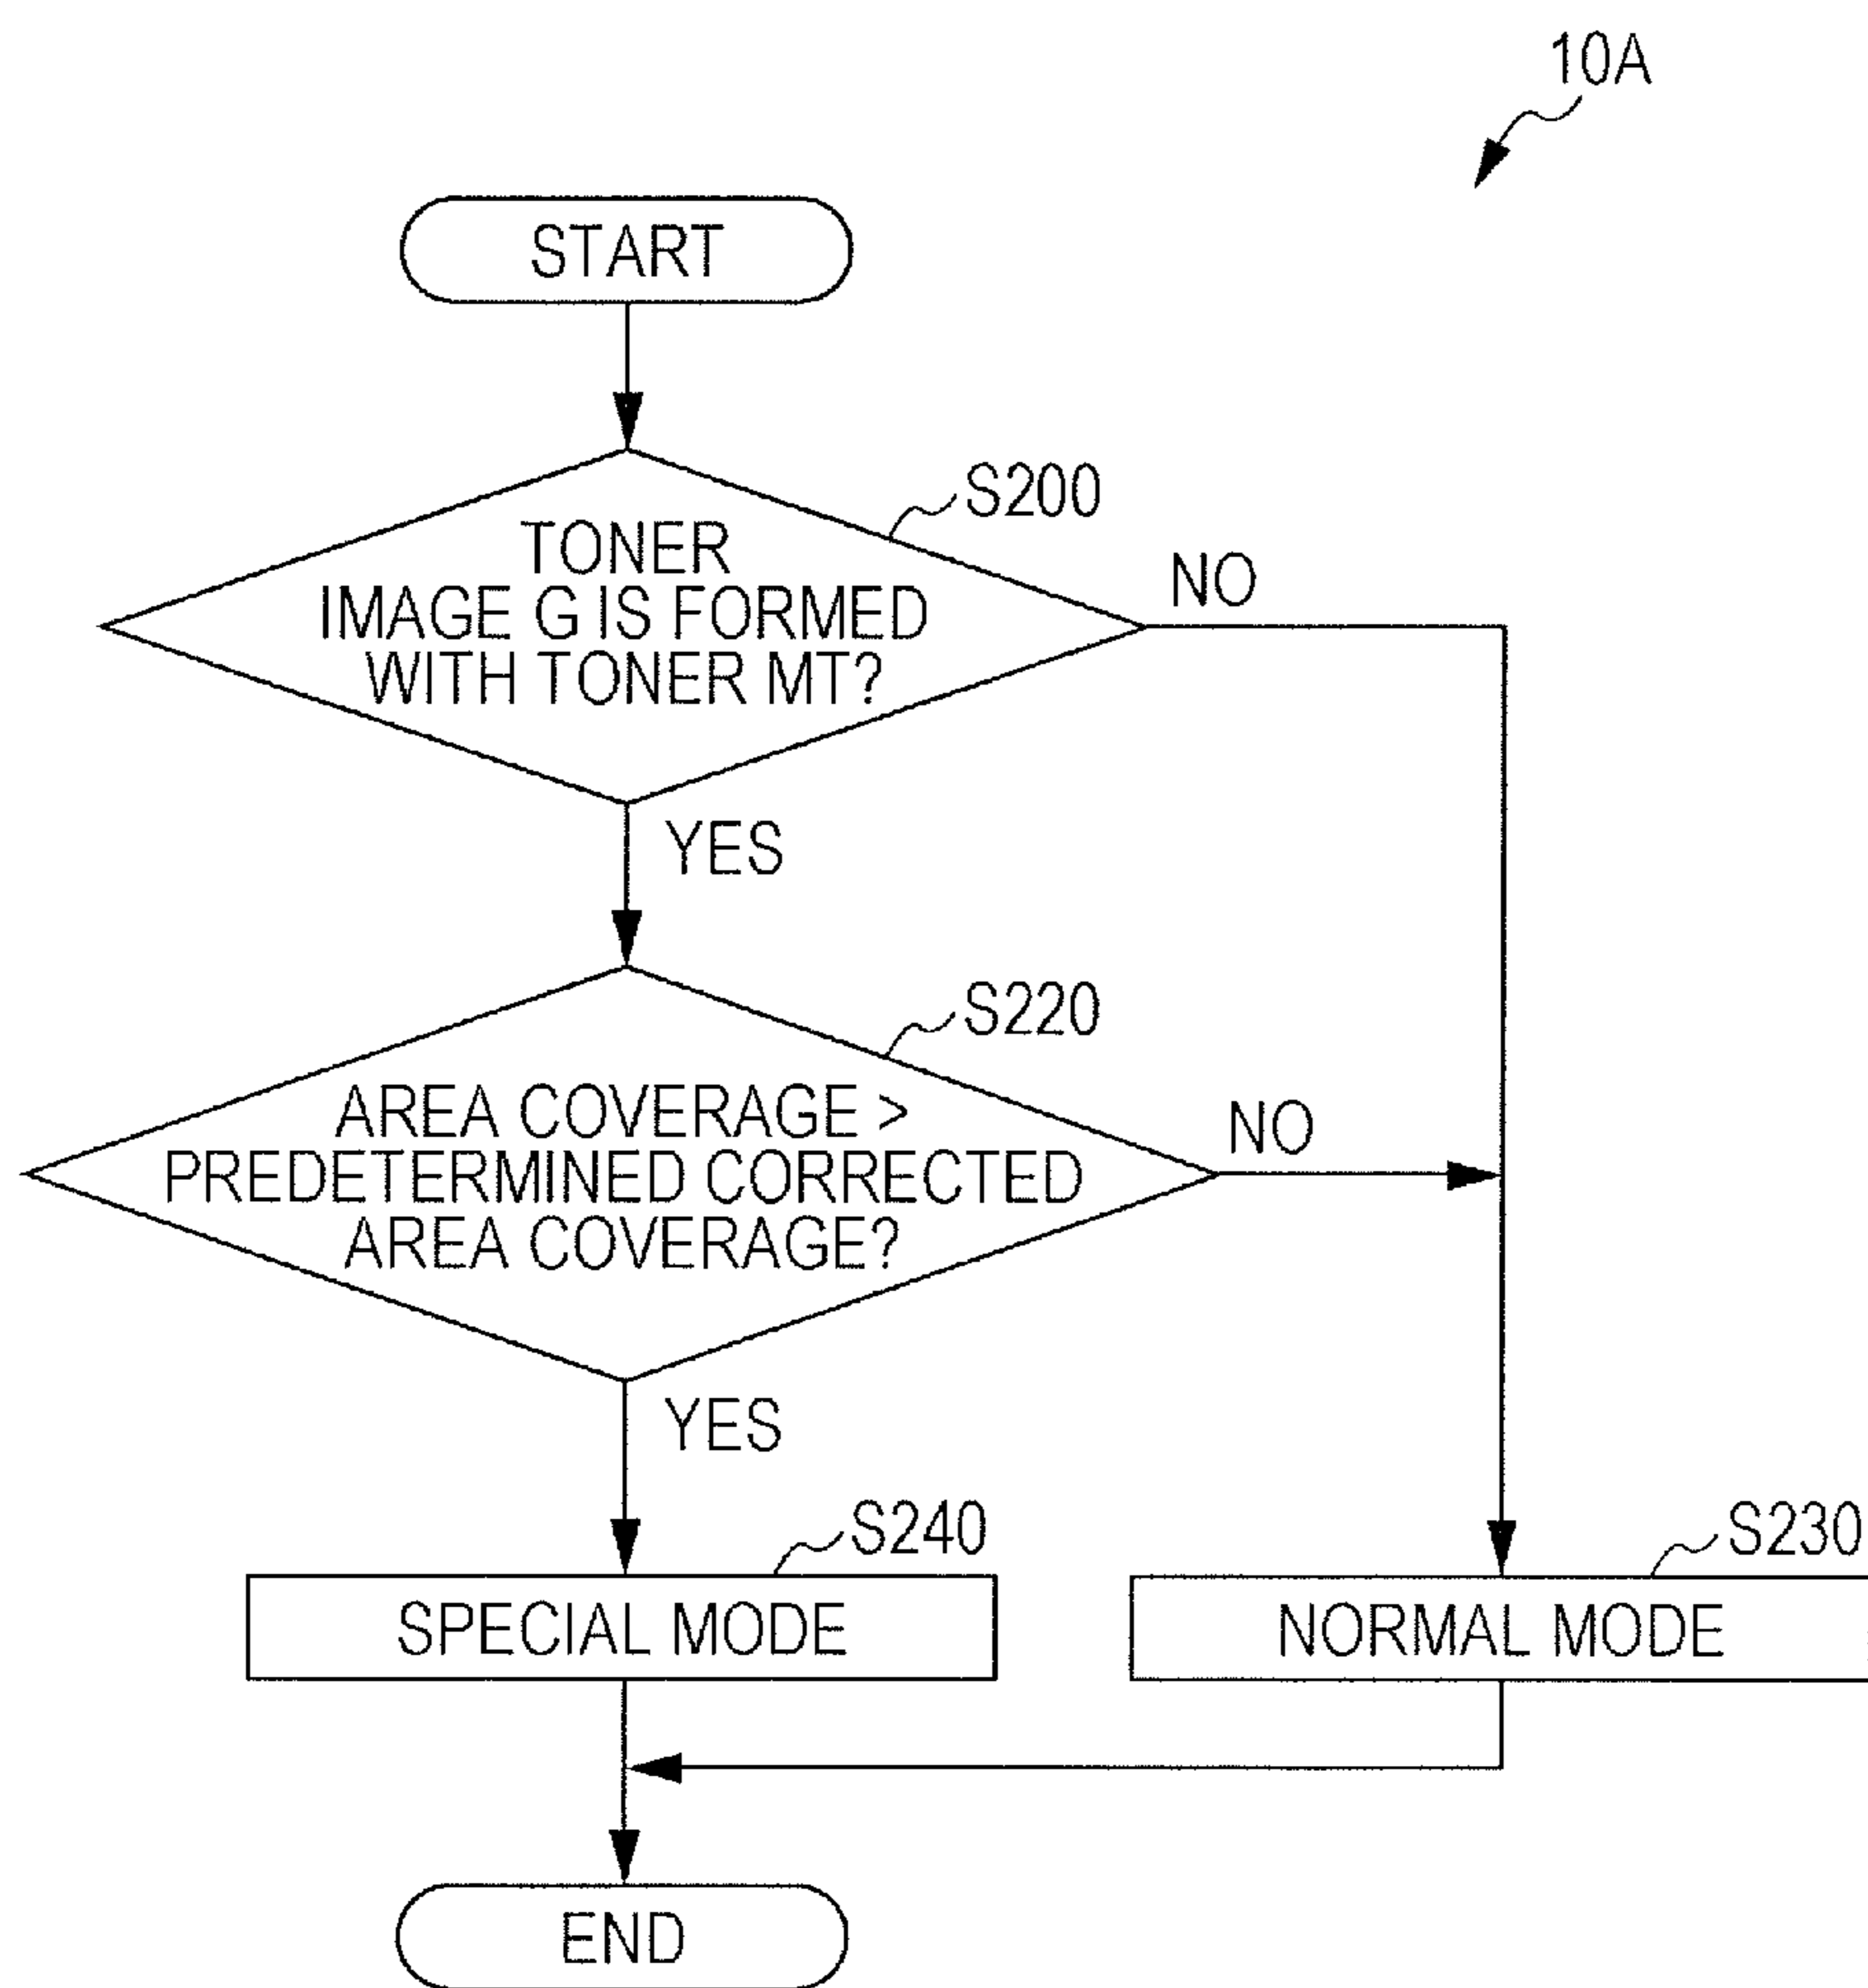 10A
START
S200
TONER
IMAGE G IS FORMED
WITH TONER MT?
NO
YES
S220
AREA COVERAGE >
PREDETERMINED CORRECTED
AREA COVERAGE?
NO
YES
S240
SPECIAL MODE
S230
NORMAL MODE
END